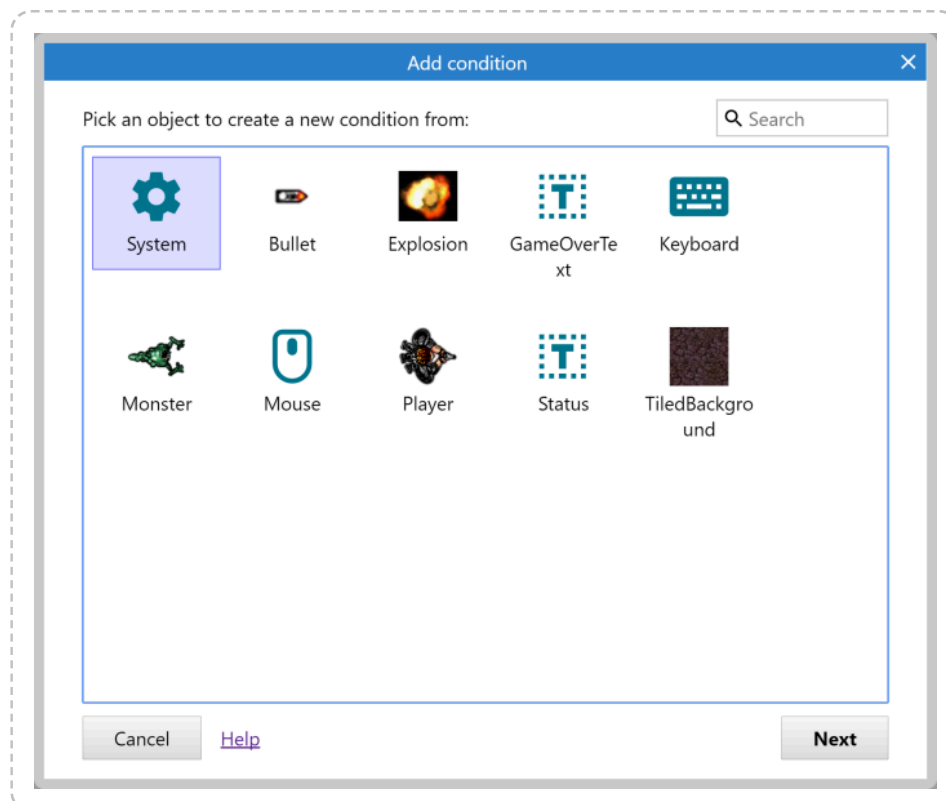 Add condition
Pick an object to create a new condition from:
Search
System
Bullet
Explosion
GameOverTe
xt
Keyboard
Monster
Mouse
Player
Status
TiledBackgro
und
Cancel
Help
Next